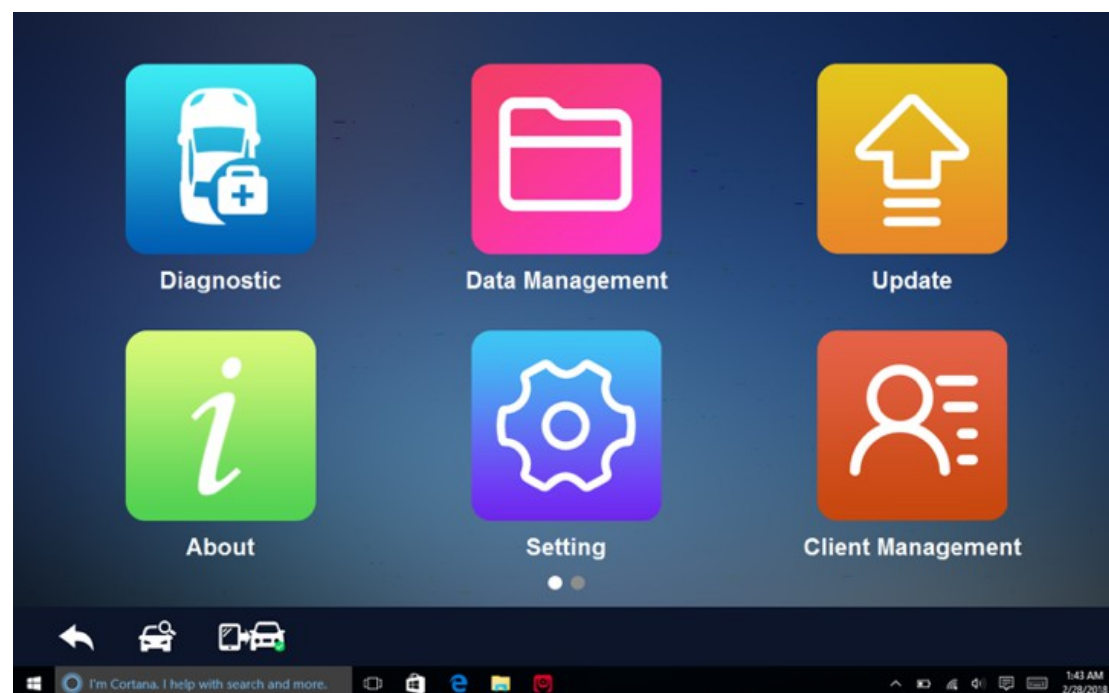 Diagnostic
Data Management
Update
i
About
Setting
Client Management
I'm Cortana. I help with search and more.
1:43 AM
2/28/2018